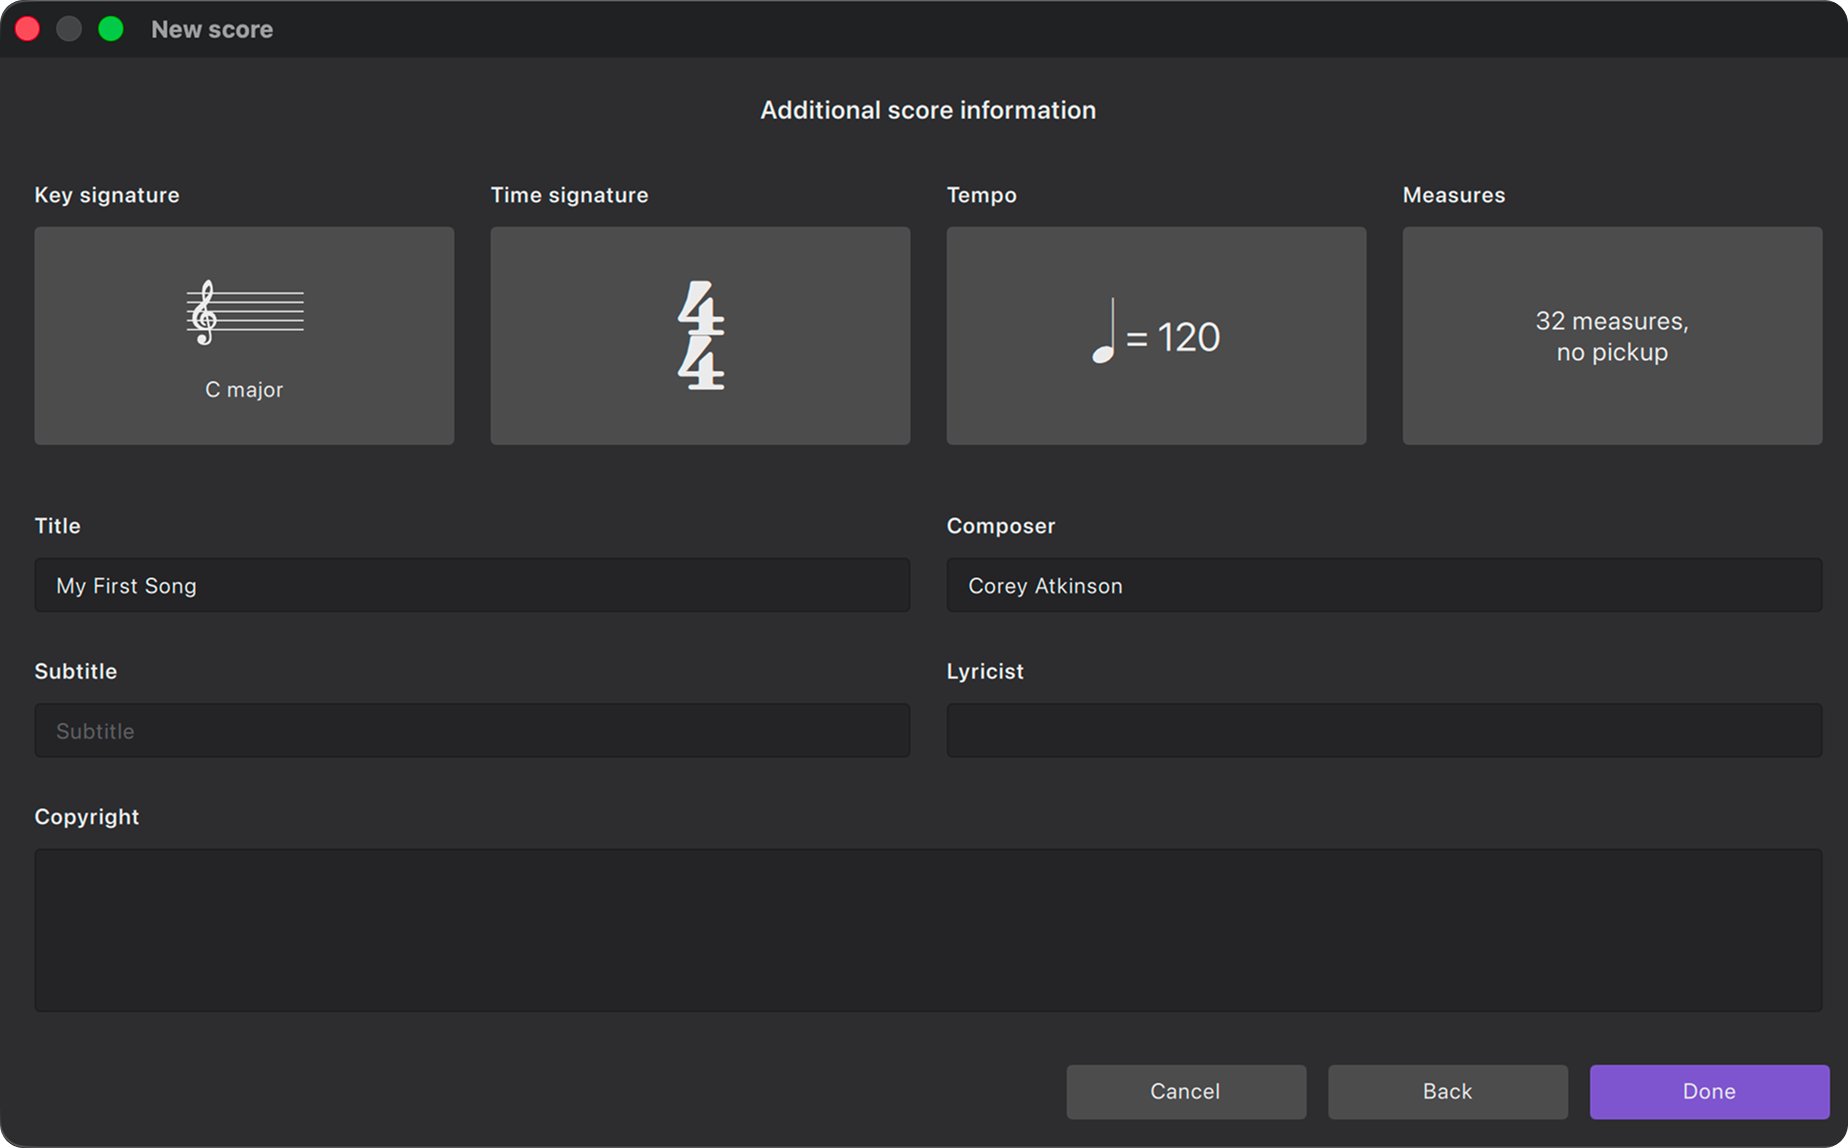 New score
Additional score information
Key signature
Time signature
Tempo
Measures
C major
4
4
= 120
32 measures,
no pickup
Title
Composer
My First Song
Corey Atkinson
Subtitle
Lyricist
Subtitle
Copyright
Cancel
Back
Done